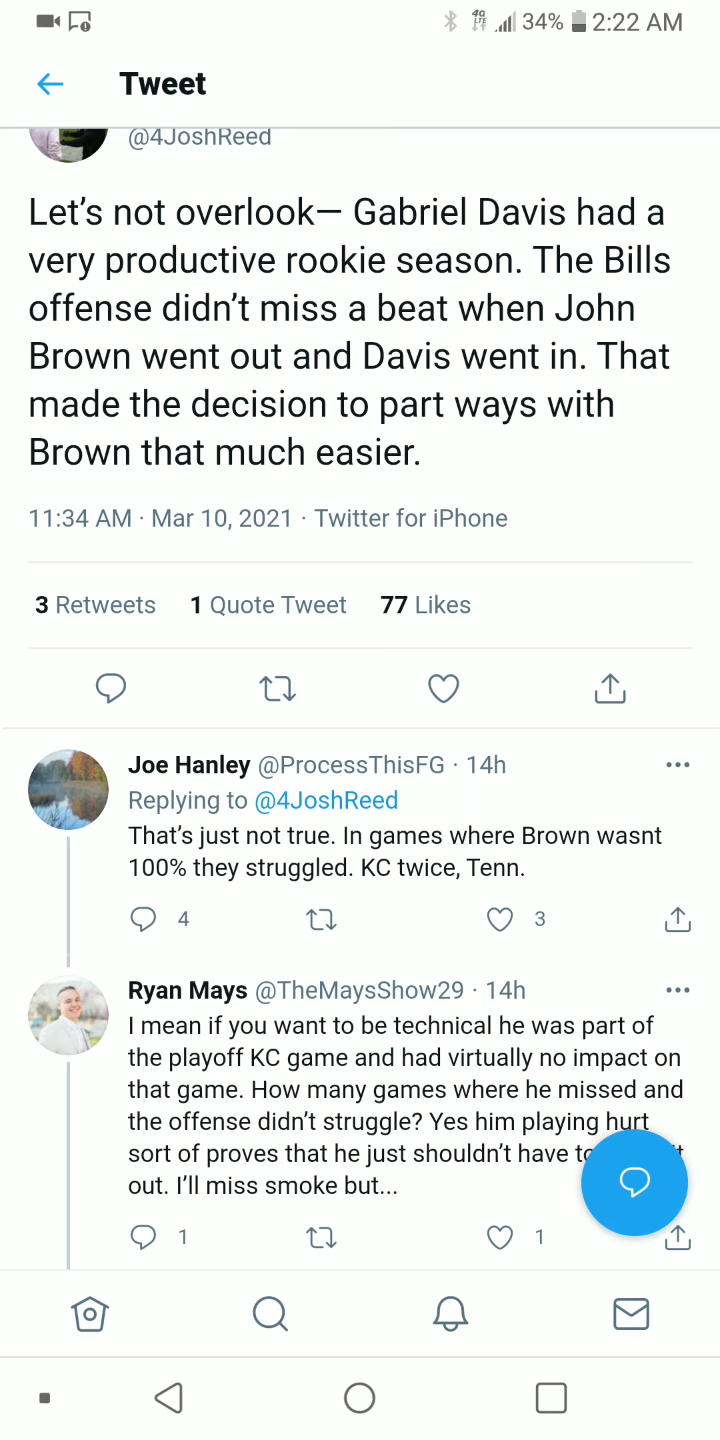 4G LTE 34% 2:22 AM
Tweet
@4JoshReed
Let's not overlook— Gabriel Davis had a
very productive rookie season. The Bills
offense didn't miss a beat when John
Brown went out and Davis went in. That
made the decision to part ways with
Brown that much easier.
11:34 AM · Mar 10, 2021 · Twitter for iPhone
3 Retweets 1 Quote Tweet 77 Likes
Joe Hanley @ProcessThisFG · 14h
Replying to @4JoshReed
That's just not true. In games where Brown wasnt
100% they struggled. KC twice, Tenn.
4 3
Ryan Mays @TheMaysShow29 · 14h
I mean if you want to be technical he was part of
the playoff KC game and had virtually no impact on
that game. How many games where he missed and
the offense didn't struggle? Yes him playing hurt
sort of proves that he just shouldn't have
out. I'll miss smoke but...
1 1